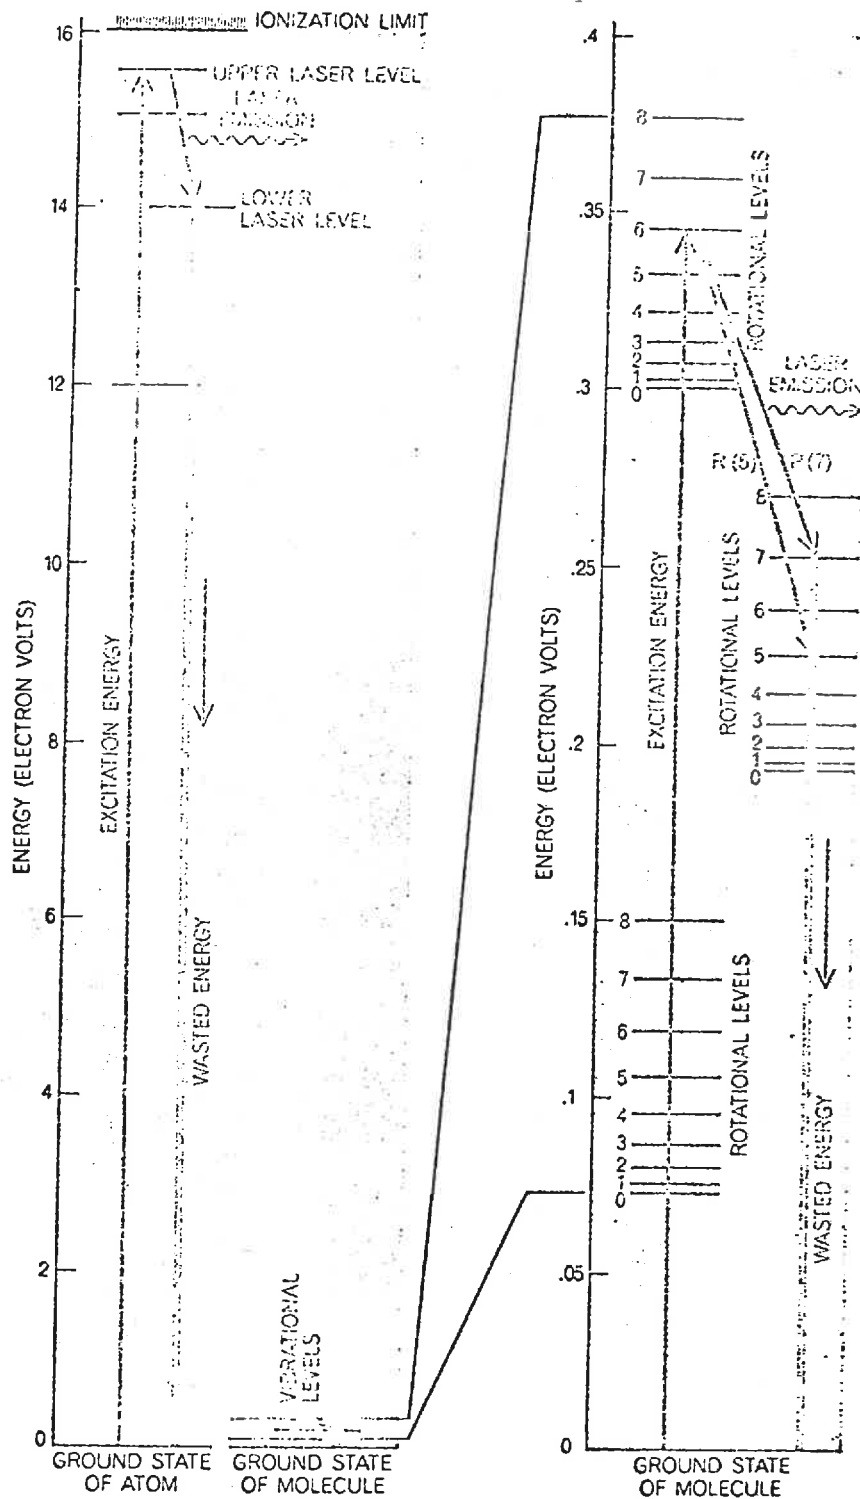 16
IONIZATION LIMIT
UPPER LASER LEVEL
LASER
EMISSION
LOWER
LASER LEVEL
14
12
10
8
6
4
2
0
ENERGY (ELECTRON VOLTS)
EXCITATION ENERGY
WASTED ENERGY
VIBRATIONAL
LEVELS
GROUND STATE
OF ATOM
GROUND STATE
OF MOLECULE
.4
.35
.3
.25
.2
.15
.1
.05
0
ENERGY (ELECTRON VOLTS)
EXCITATION ENERGY
8
7
6
5
4
3
2
1
0
ROTATIONAL LEVELS
LASER
EMISSION
R (5) P (7)
8
7
6
5
4
3
2
1
0
ROTATIONAL LEVELS
8
7
6
5
4
3
2
1
0
ROTATIONAL LEVELS
WASTED ENERGY
GROUND STATE
OF MOLECULE